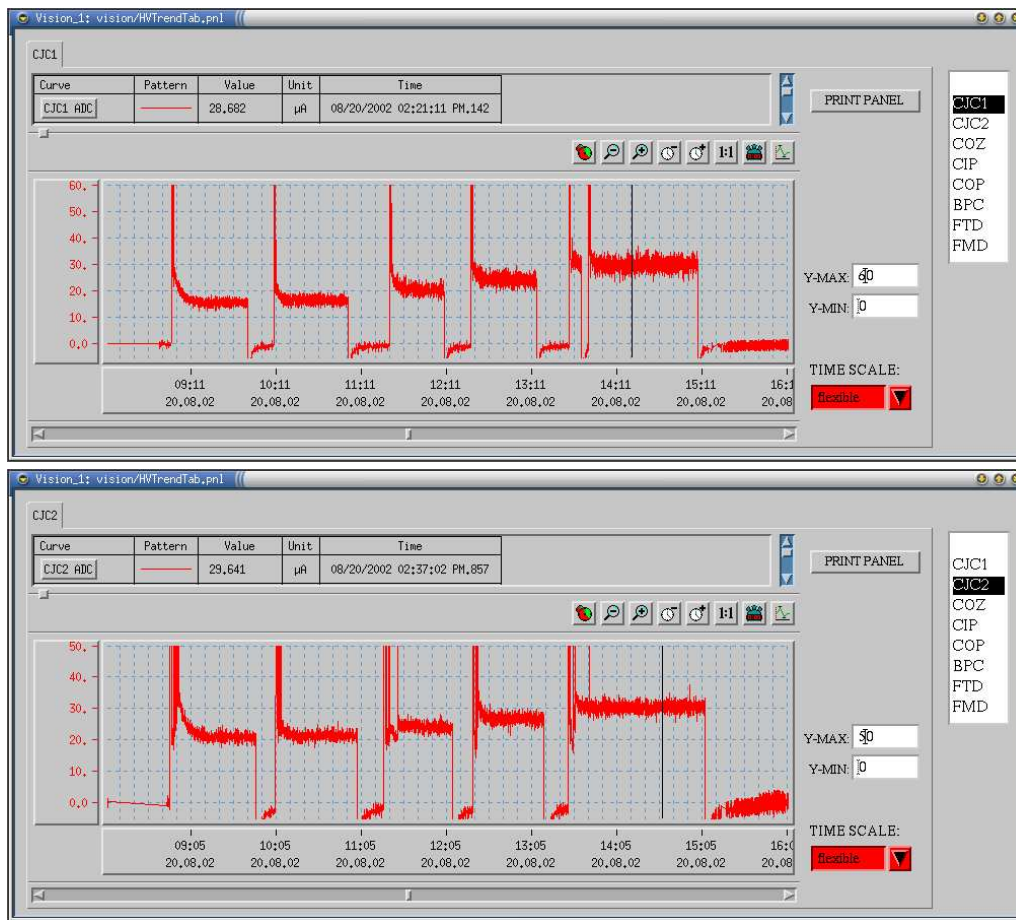 Vision_1: vision/HVTrendTab.pnl
CJC1
Curve Pattern Value Unit Time
CJC1 ADC 28.682 μA 08/20/2002 02:21:11 PM.142
PRINT PANEL
1:1
CJC1
CJC2
COZ
CIP
COP
BPC
FTD
FMD
60.
50.
40.
30.
20.
10.
0.0
Y-MAX: 60
Y-MIN: 0
09:11 10:11 11:11 12:11 13:11 14:11 15:11 16:1
20.08.02 20.08.02 20.08.02 20.08.02 20.08.02 20.08.02 20.08.02 20.08
TIME SCALE:
flexible
Vision_1: vision/HVTrendTab.pnl
CJC2
Curve Pattern Value Unit Time
CJC2 ADC 29.641 μA 08/20/2002 02:37:02 PM.857
PRINT PANEL
1:1
CJC1
CJC2
COZ
CIP
COP
BPC
FTD
FMD
50.
40.
30.
20.
10.
0.0
Y-MAX: 50
Y-MIN: 0
09:05 10:05 11:05 12:05 13:05 14:05 15:05 16:0
20.08.02 20.08.02 20.08.02 20.08.02 20.08.02 20.08.02 20.08.02 20.08
TIME SCALE:
flexible